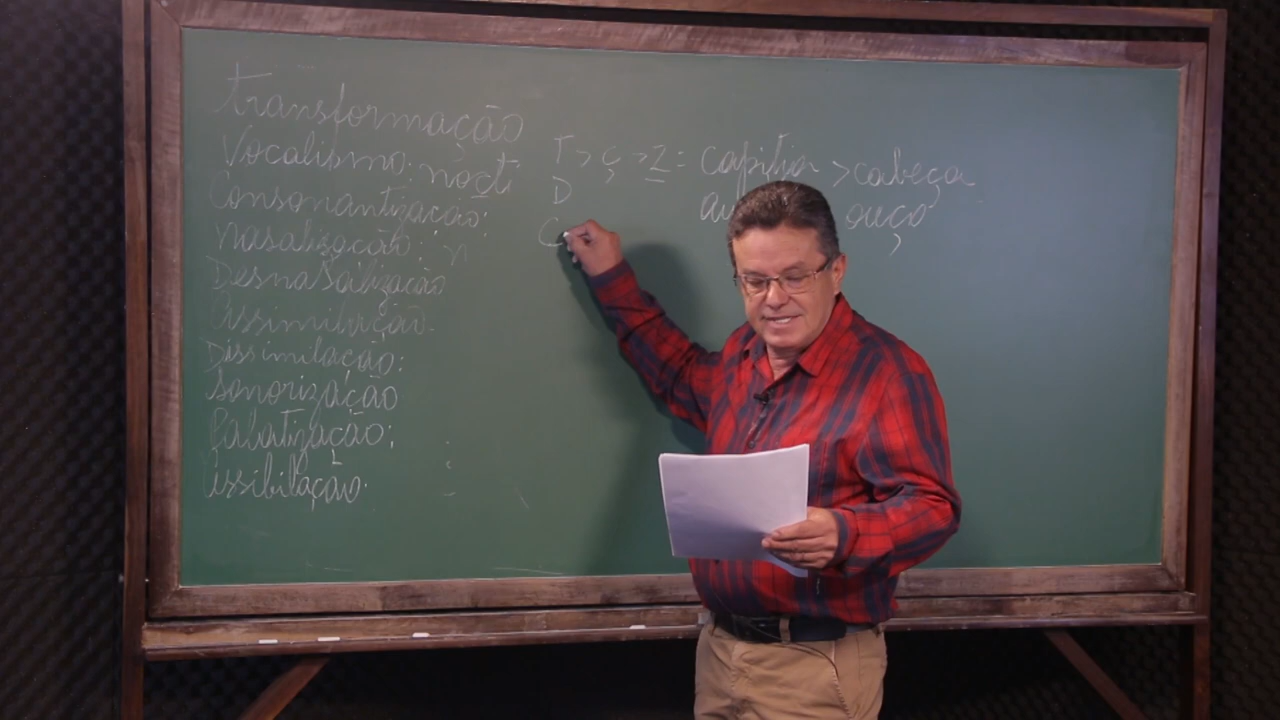 transformação
Vocalismo: nocti
Consonantização:
nasalização: n
Desnasalização
Assimilação
Dissimilação:
Sonorização
Palatização:
Assibilação
T > ç > z = capitia > cabeça
D ouço
C